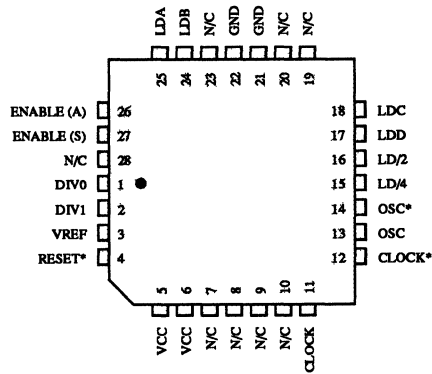 LDA LDB N/C GND GND N/C N/C
25 24 23 22 21 20 19
ENABLE (A) 26 18 LDC
ENABLE (S) 27 17 LDD
N/C 28 16 LD/2
DIV0 1 15 LD/4
DIV1 2 14 OSC*
VREF 3 13 OSC
RESET* 4 12 CLOCK*
5 6 7 8 9 10 11
VCC VCC N/C N/C N/C N/C CLOCK